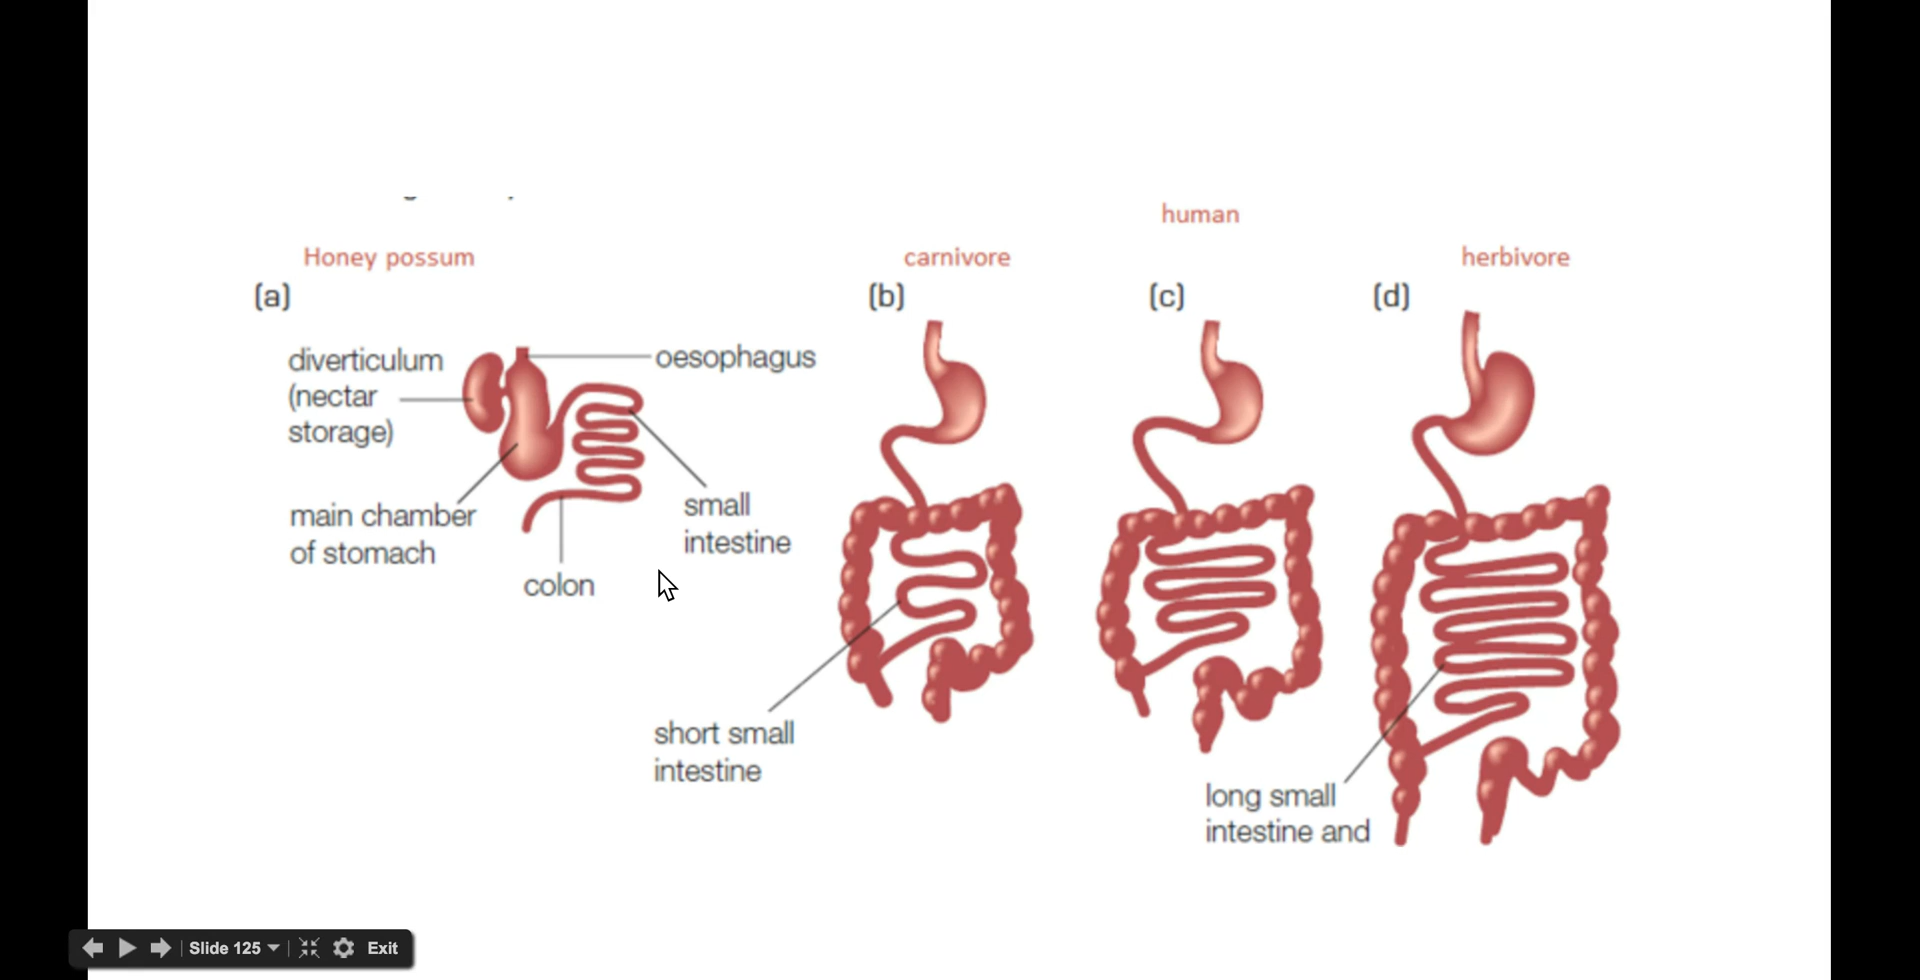 human
Honey possum
carnivore
herbivore
(a)
(b)
(c)
(d)
diverticulum
(nectar
storage)
oesophagus
main chamber
of stomach
small
intestine
colon
short small
intestine
long small
intestine and
Slide 125
Exit